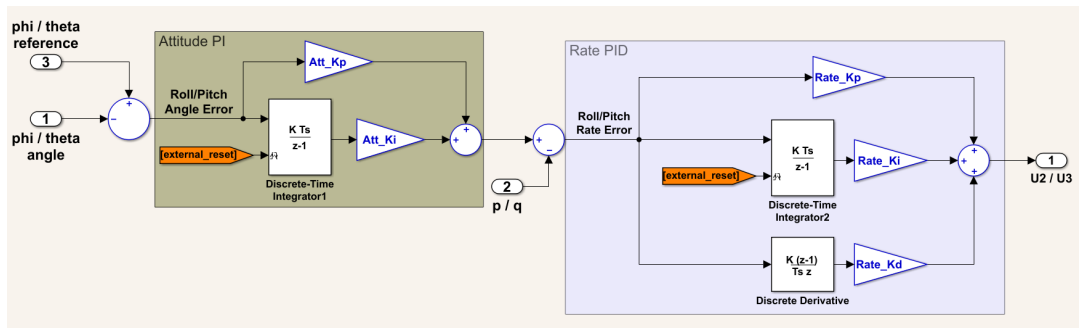 phi / theta
reference
3
1
phi / theta
angle
Attitude PI
Roll/Pitch
Angle Error
Att_Kp
K Ts
z-1
[external_reset]
Discrete-Time
Integrator1
Att_Ki
2
p / q
Rate PID
Roll/Pitch
Rate Error
Rate_Kp
K Ts
z-1
[external_reset]
Discrete-Time
Integrator2
Rate_Ki
K (z-1)
Ts z
Discrete Derivative
Rate_Kd
1
U2 / U3